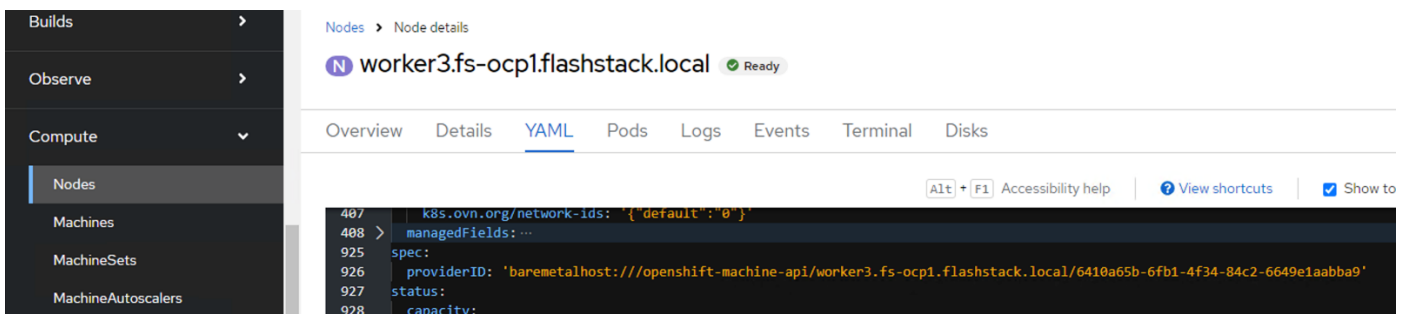 Builds
Observe
Compute
Nodes
Machines
MachineSets
MachineAutoscalers
Nodes > Node details
N worker3.fs-ocp1.flashstack.local Ready
Overview Details YAML Pods Logs Events Terminal Disks
Alt + F1 Accessibility help View shortcuts Show to
407 k8s.ovn.org/network-ids: '{"default":"0"}'
408 > managedFields: ...
925 spec:
926 providerID: 'baremetalhost:///openshift-machine-api/worker3.fs-ocp1.flashstack.local/6410a65b-6fb1-4f34-84c2-6649e1aabba9'
927 status:
928 capacity: